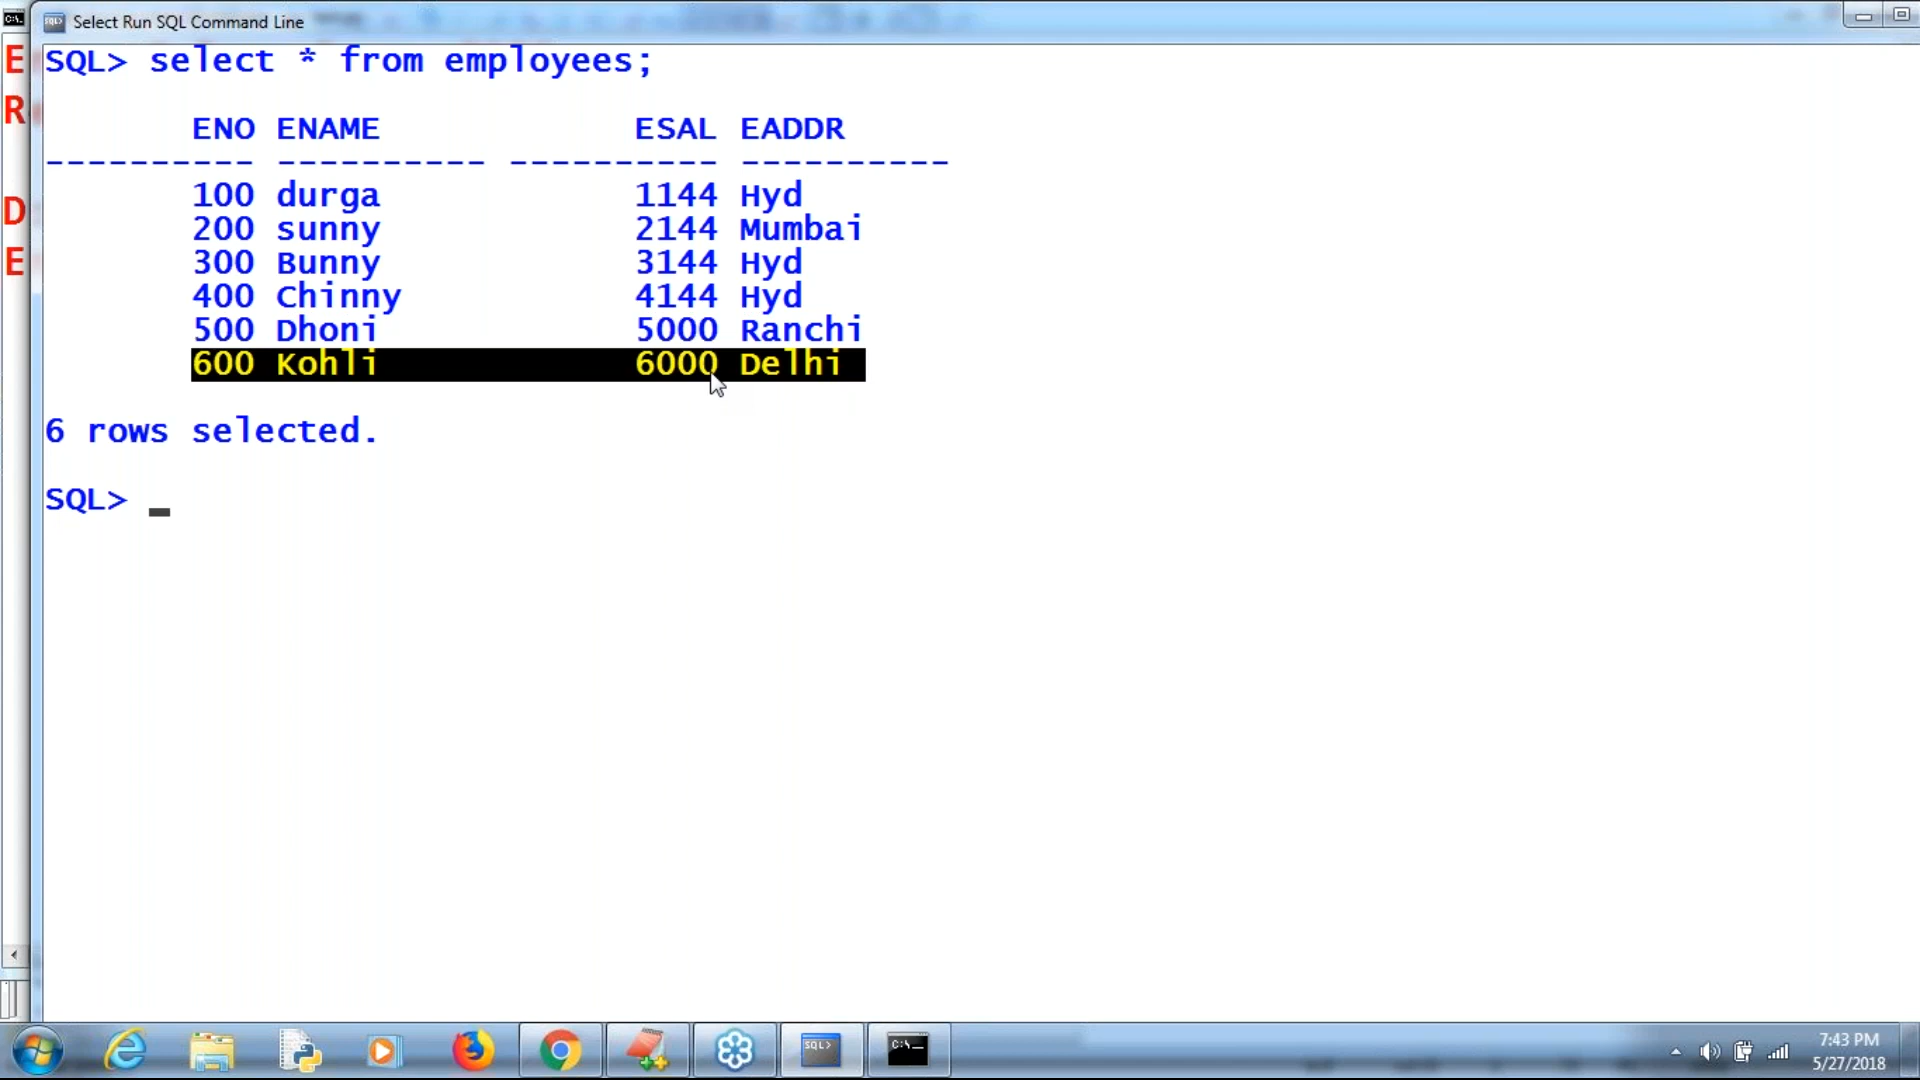 Select Run SQL Command Line
E
R
D
E
SQL> select * from employees;
ENO ENAME ESAL EADDR
---------- ---------- ---------- ----------
100 durga 1144 Hyd
200 sunny 2144 Mumbai
300 Bunny 3144 Hyd
400 Chinny 4144 Hyd
500 Dhoni 5000 Ranchi
600 Kohli 6000 Delhi
6 rows selected.
SQL> _
7:43 PM
5/27/2018